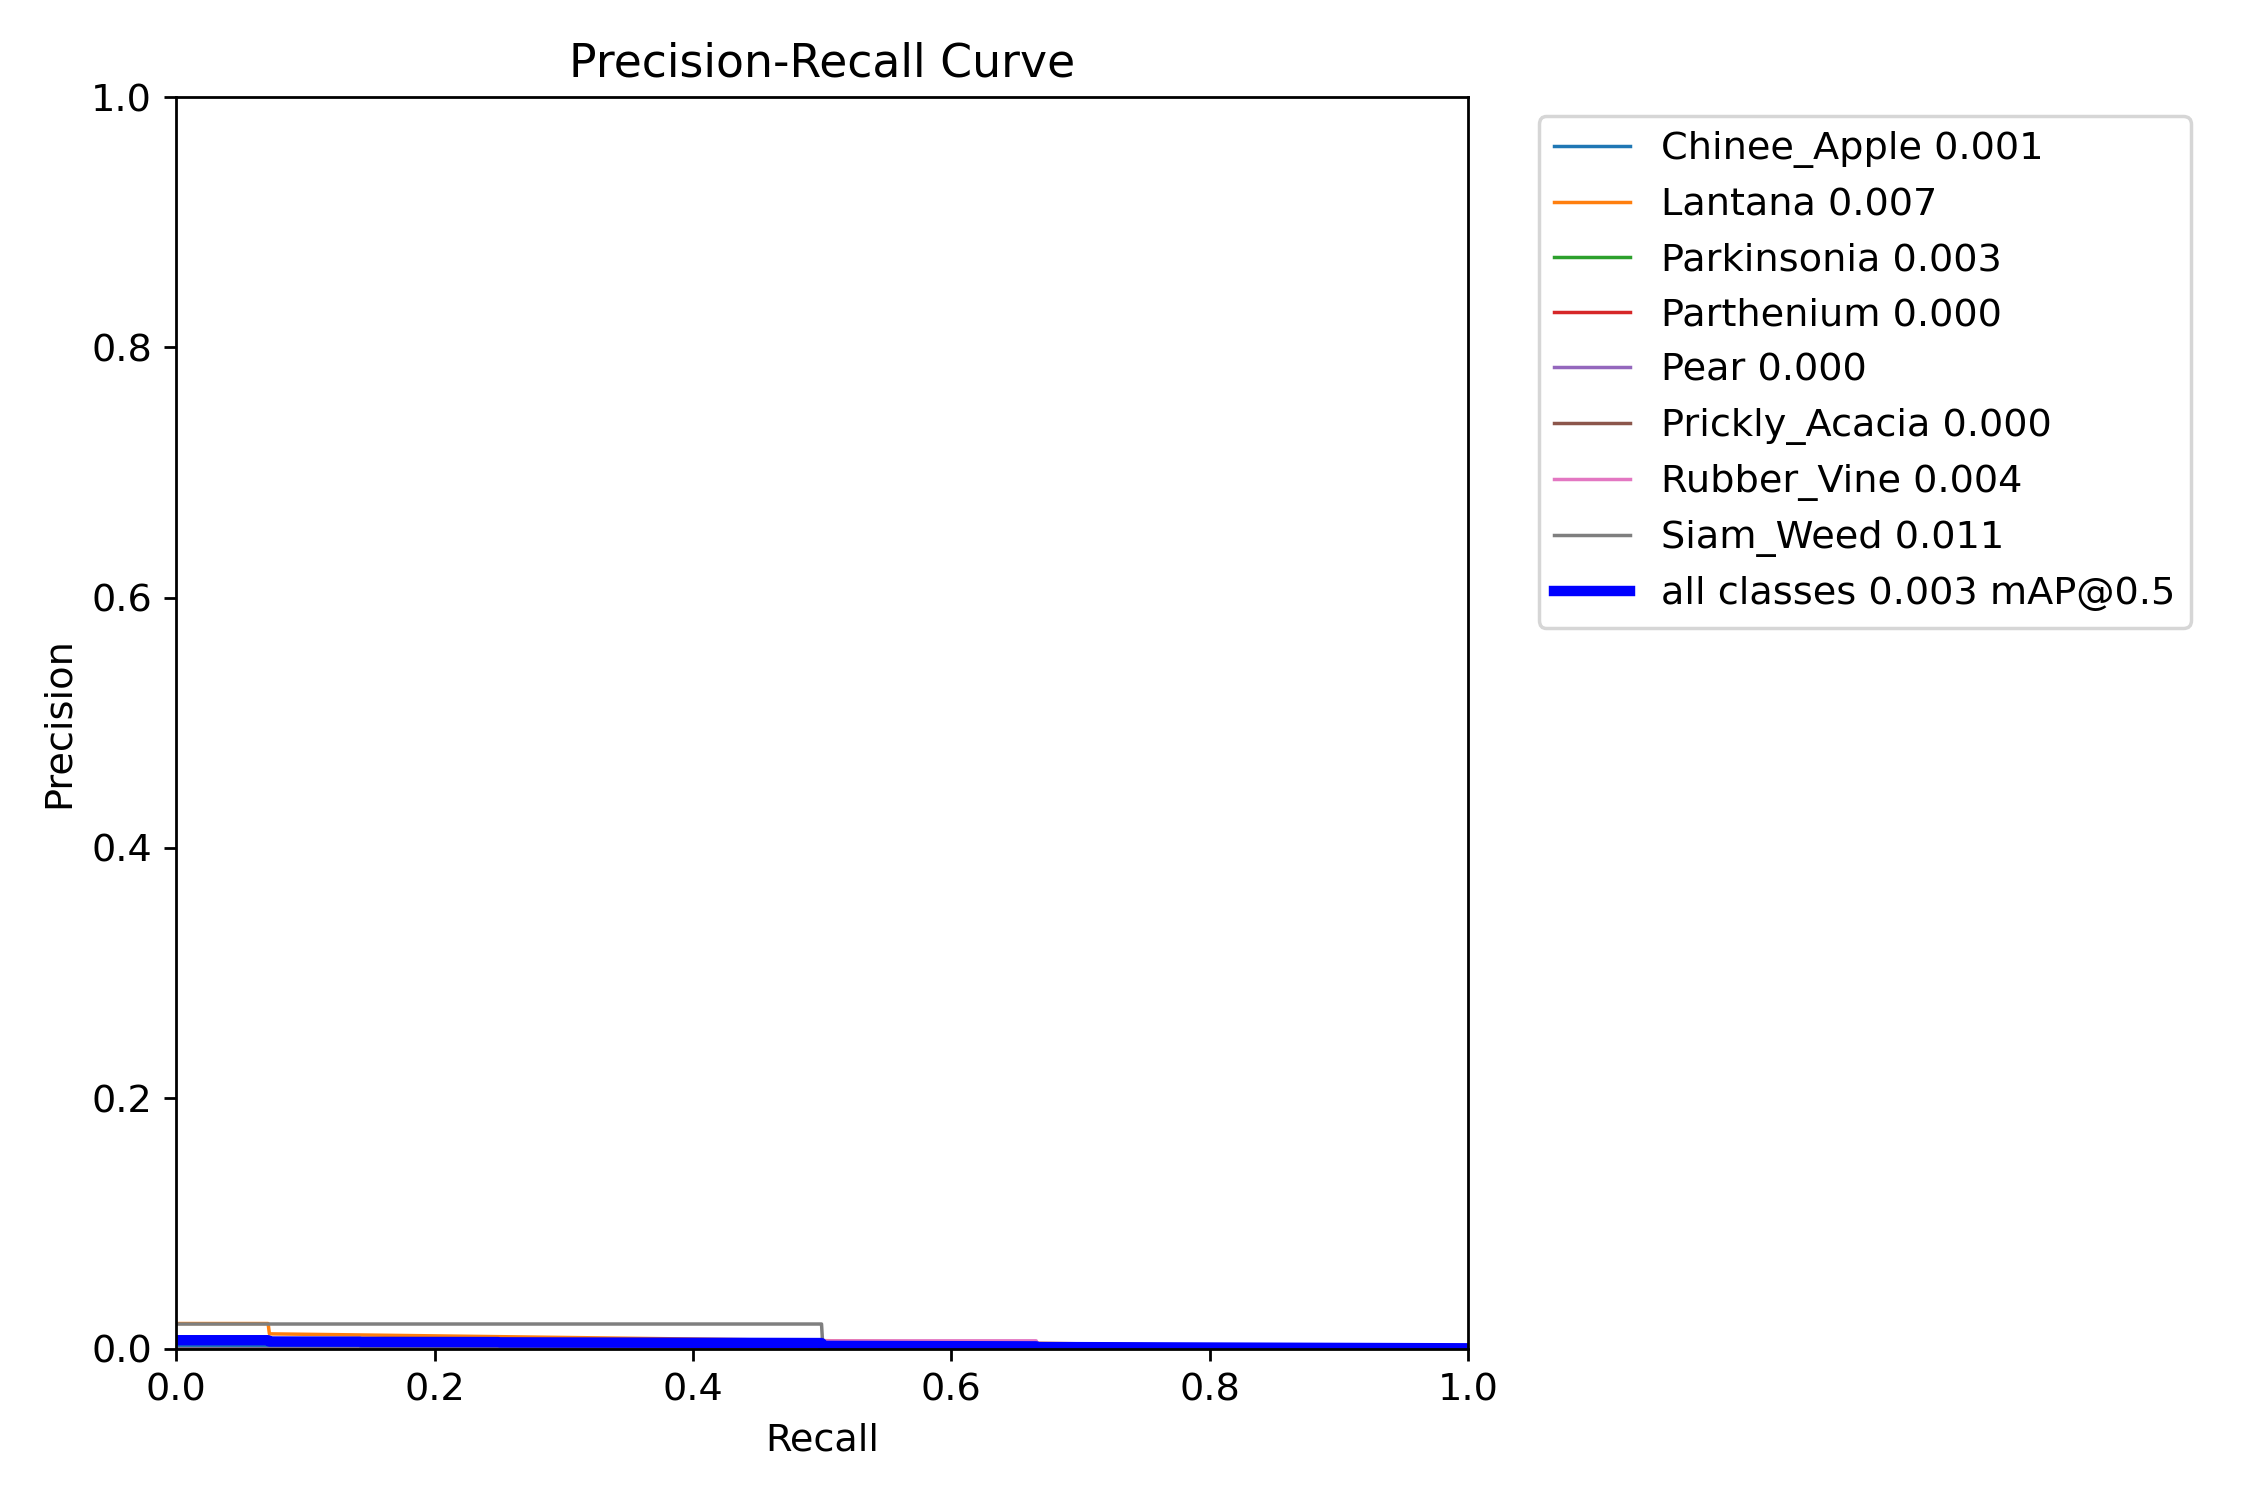 Precision-Recall Curve
1.0
0.8
0.6
0.4
0.2
0.0
Precision
0.0 0.2 0.4 0.6 0.8 1.0
Recall
Chinee_Apple 0.001
Lantana 0.007
Parkinsonia 0.003
Parthenium 0.000
Pear 0.000
Prickly_Acacia 0.000
Rubber_Vine 0.004
Siam_Weed 0.011
all classes 0.003 mAP@0.5